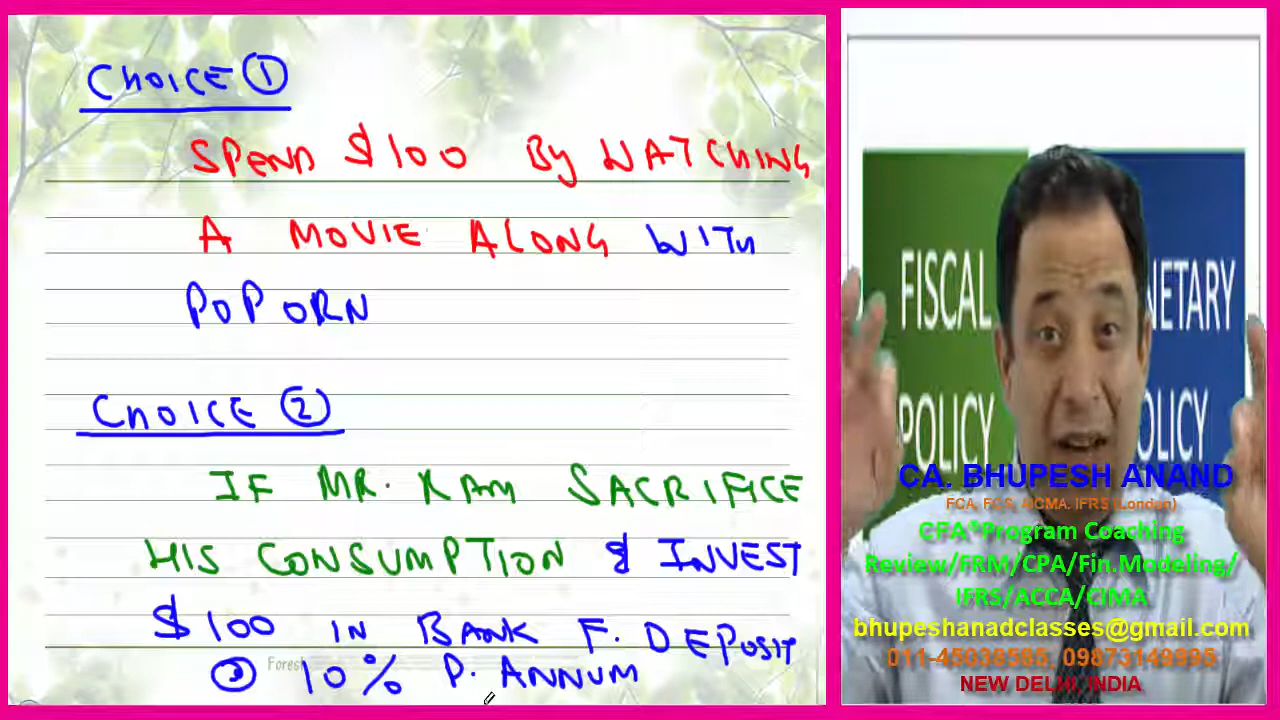 CHOICE ①
SPEND $100 By WATCHING
A MOVIE ALONG WITH
POPORN
CHOICE ②
IF MR. RAM SACRIFICE
HIS CONSUMPTION & INVEST
$100 IN BANK F. DEPOSIT
10% P. ANNUM
Fores
FISCAL
POLICY
NETARY
OLICY
CA. BHUPESH ANAND
FCA, FCS, AICMA, IFRS (London)
CFA® Program Coaching
Review/FRM/CPA/Fin.Modeling/
IFRS/ACCA/CIMA
bhupeshanadclasses@gmail.com
011-45038585, 09873149995
NEW DELHI, INDIA